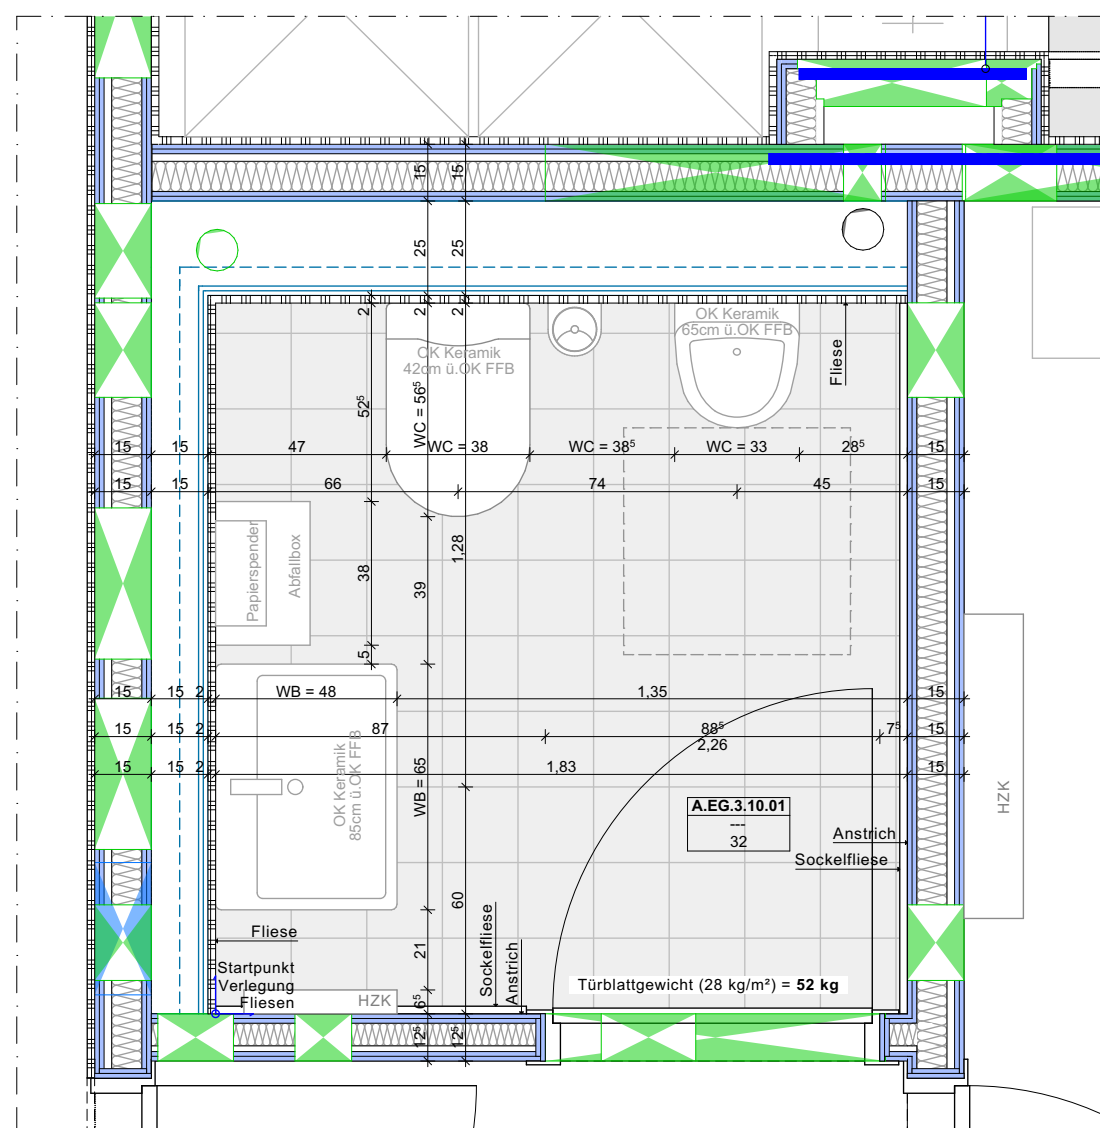 15
15
25
25
2
2
2
OK Keramik
65cm ü.OK FFB
OK Keramik
42cm ü.OK FFB
Fliese
52⁵
WC = 56⁵
15
15
47
WC = 38
WC = 38⁵
WC = 33
28⁵
15
15
15
66
74
45
15
Papierspender
Abfallbox
38
39
1,28
5
15
15
2
WB = 48
1,35
15
15
15
2
87
88⁵
7⁵
15
2,26
15
15
2
1,83
15
OK Keramik
85cm ü.OK FFB
WB = 65
HZK
A.EG.3.10.01
---
32
Anstrich
Sockelfliese
60
Fliese
21
Sockelfliese
Anstrich
Startpunkt
Verlegung
Fliesen
HZK
6⁵
Türblattgewicht (28 kg/m²) = 52 kg
12⁵
12⁵